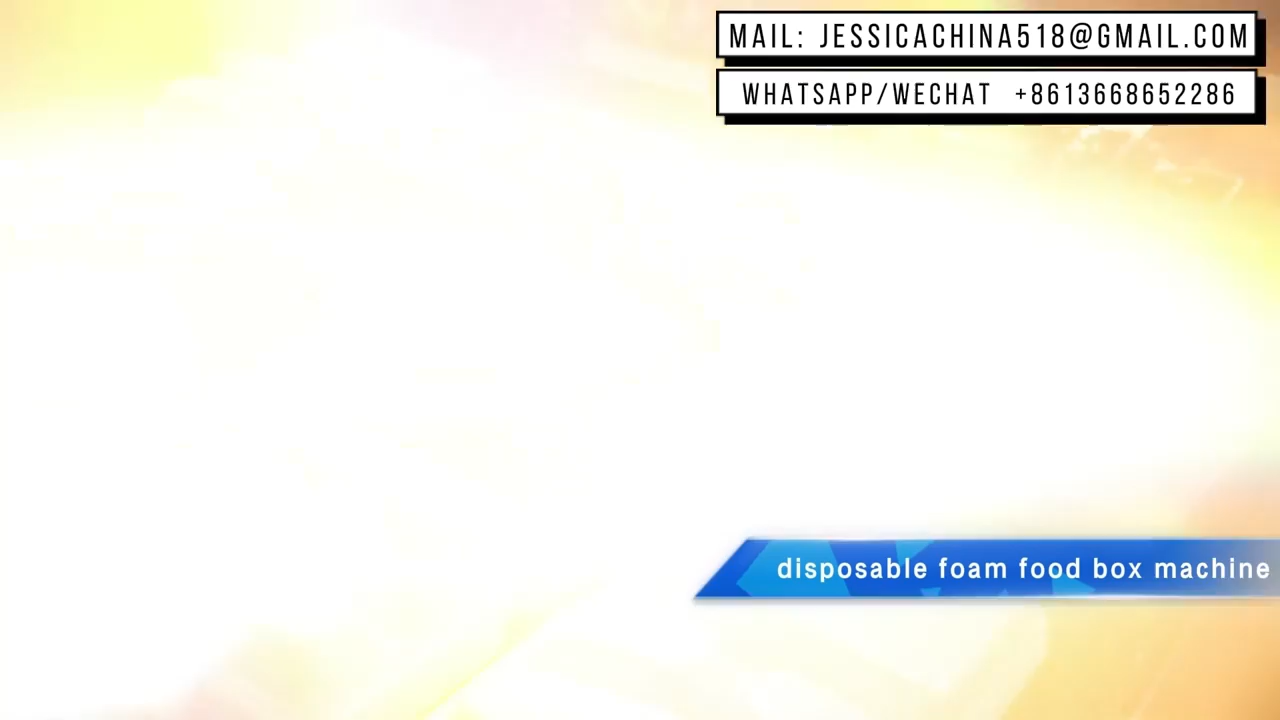 MAIL: JESSICACHINA518@GMAIL.COM
WHATSAPP/WECHAT +8613668652286
disposable foam food box machine